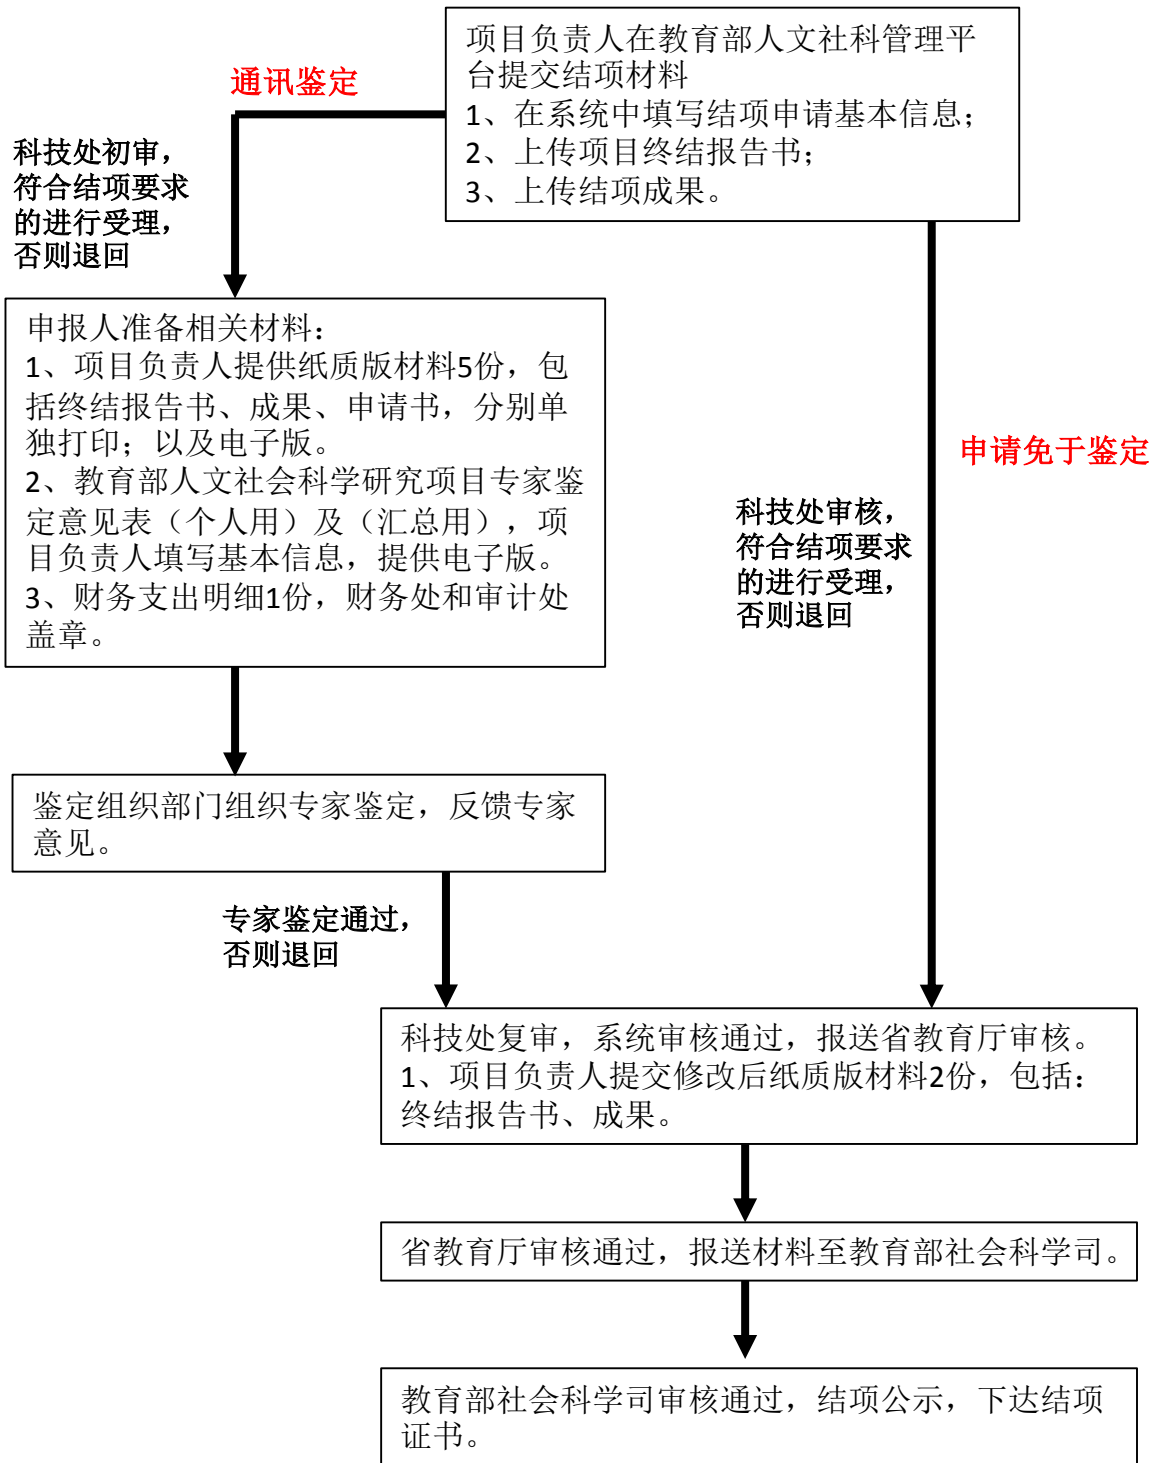 项目负责人在教育部人文社科管理平
台提交结项材料
1、在系统中填写结项申请基本信息；
2、上传项目终结报告书；
3、上传结项成果。
通讯鉴定
科技处初审，
符合结项要求
的进行受理，
否则退回
申报人准备相关材料：
1、项目负责人提供纸质版材料5份，包
括终结报告书、成果、申请书，分别单
独打印；以及电子版。
2、教育部人文社会科学研究项目专家鉴
定意见表（个人用）及（汇总用），项
目负责人填写基本信息，提供电子版。
3、财务支出明细1份，财务处和审计处
盖章。
申请免于鉴定
科技处审核，
符合结项要求
的进行受理，
否则退回
鉴定组织部门组织专家鉴定，反馈专家
意见。
专家鉴定通过，
否则退回
科技处复审，系统审核通过，报送省教育厅审核。
1、项目负责人提交修改后纸质版材料2份，包括：
终结报告书、成果。
省教育厅审核通过，报送材料至教育部社会科学司。
教育部社会科学司审核通过，结项公示，下达结项
证书。